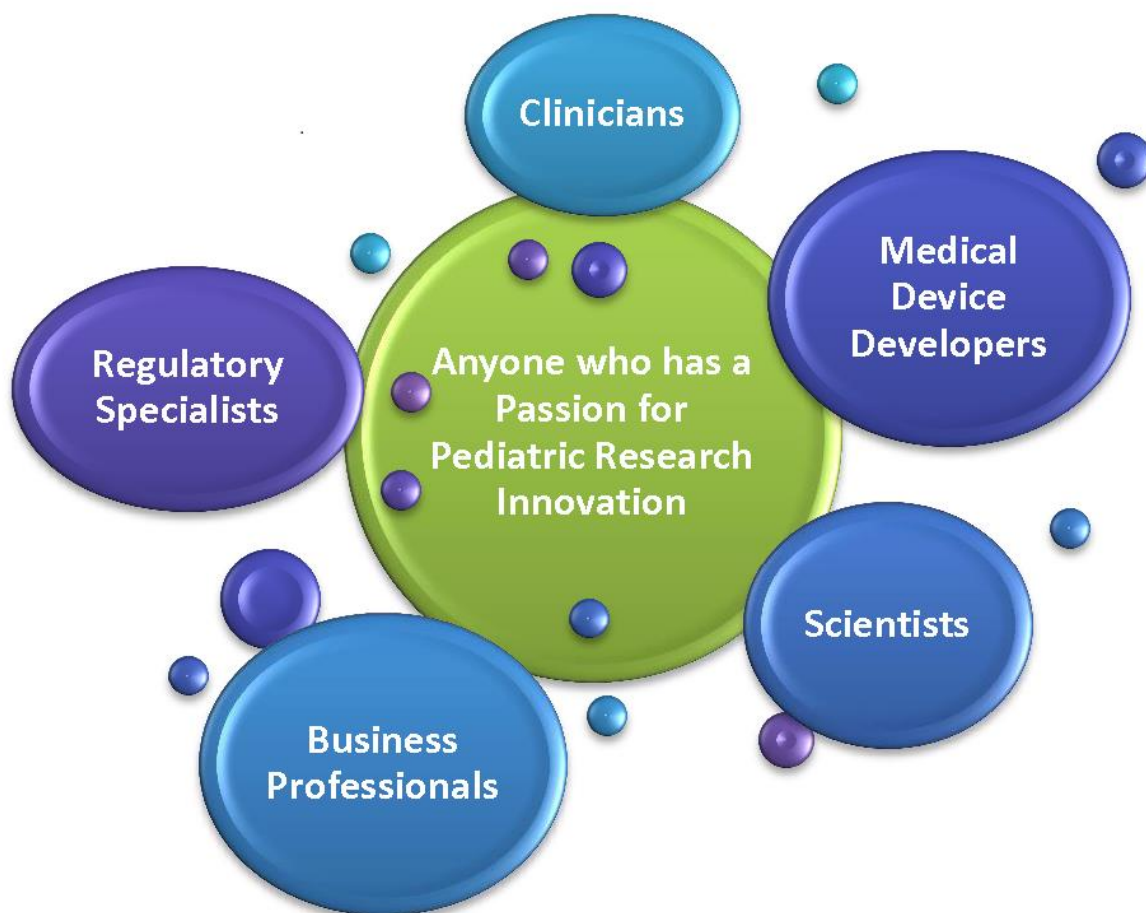 Clinicians
Medical
Device
Developers
Anyone who has a
Passion for
Pediatric Research
Innovation
Regulatory
Specialists
Scientists
Business
Professionals